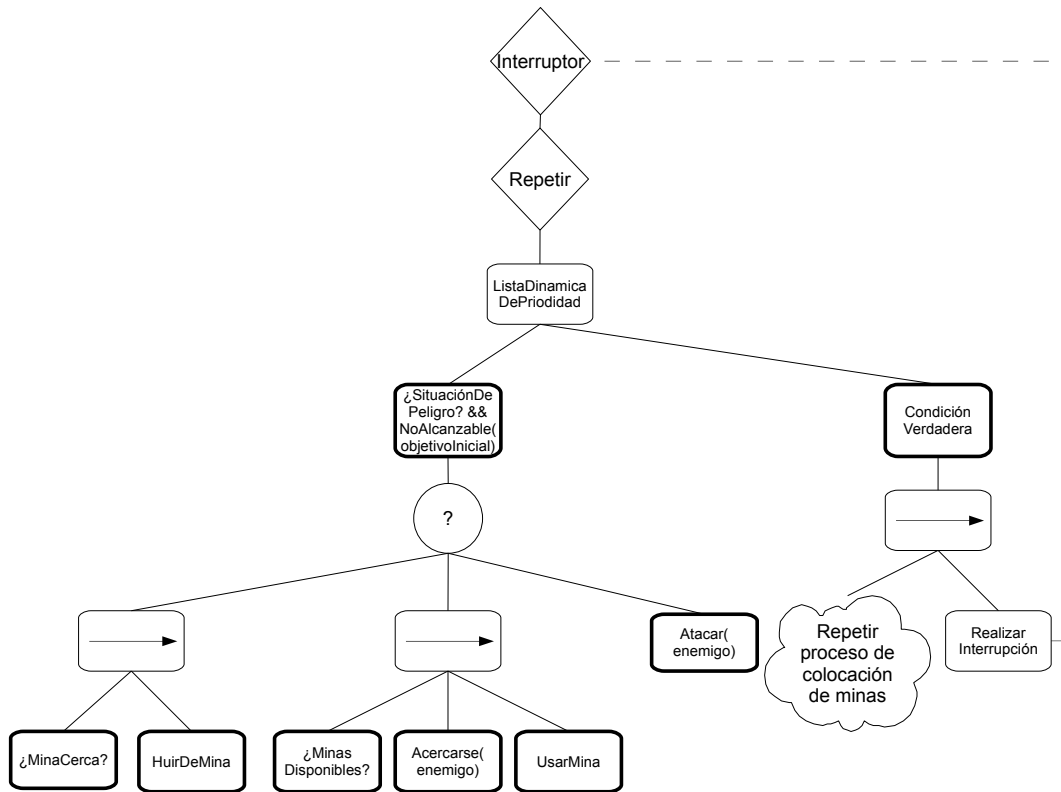 Interruptor
Repetir
ListaDinamica
DePriodidad
¿SituaciónDe
Peligro? &&
NoAlcanzable(
objetivoInicial)
Condición
Verdadera
?
Atacar(
enemigo)
Repetir
proceso de
colocación
de minas
Realizar
Interrupción
¿MinaCerca?
HuirDeMina
¿Minas
Disponibles?
Acercarse(
enemigo)
UsarMina